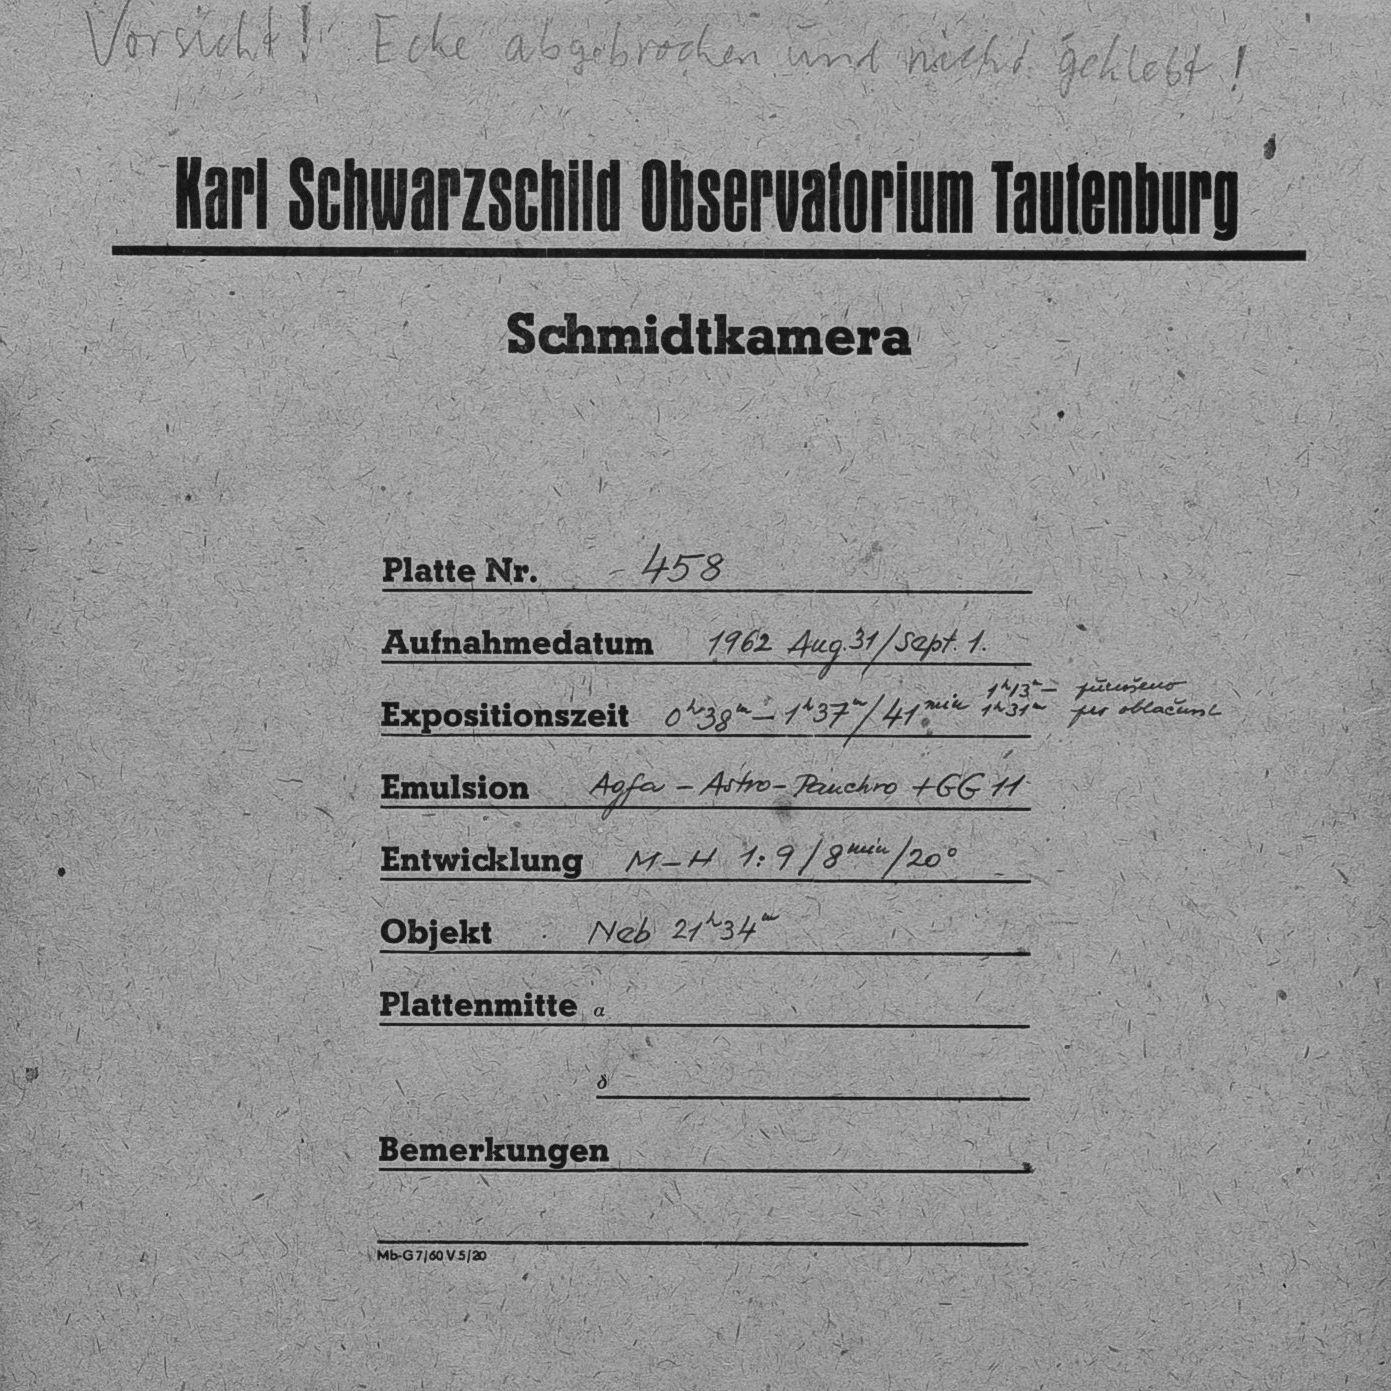 Vorsicht! Ecke abgebrochen und nicht geklebt!
Karl Schwarzschild Observatorium Tautenburg
Schmidtkamera
Platte Nr. - 458
Aufnahmedatum 1962 Aug. 31/Sept. 1.
1ʰ13ᵐ –
Expositionszeit 0ʰ38ᵐ – 1ʰ37ᵐ/41ᵐⁱⁿ 1ʰ31ᵐ
Emulsion Agfa – Astro – Panchro + GG 11
Entwicklung M – H 1:9/8ᵐⁱⁿ/20°
Objekt Neb 21ʰ34ᵐ
Plattenmitte α
δ
Bemerkungen
Mb-G 7/60 V 5/20